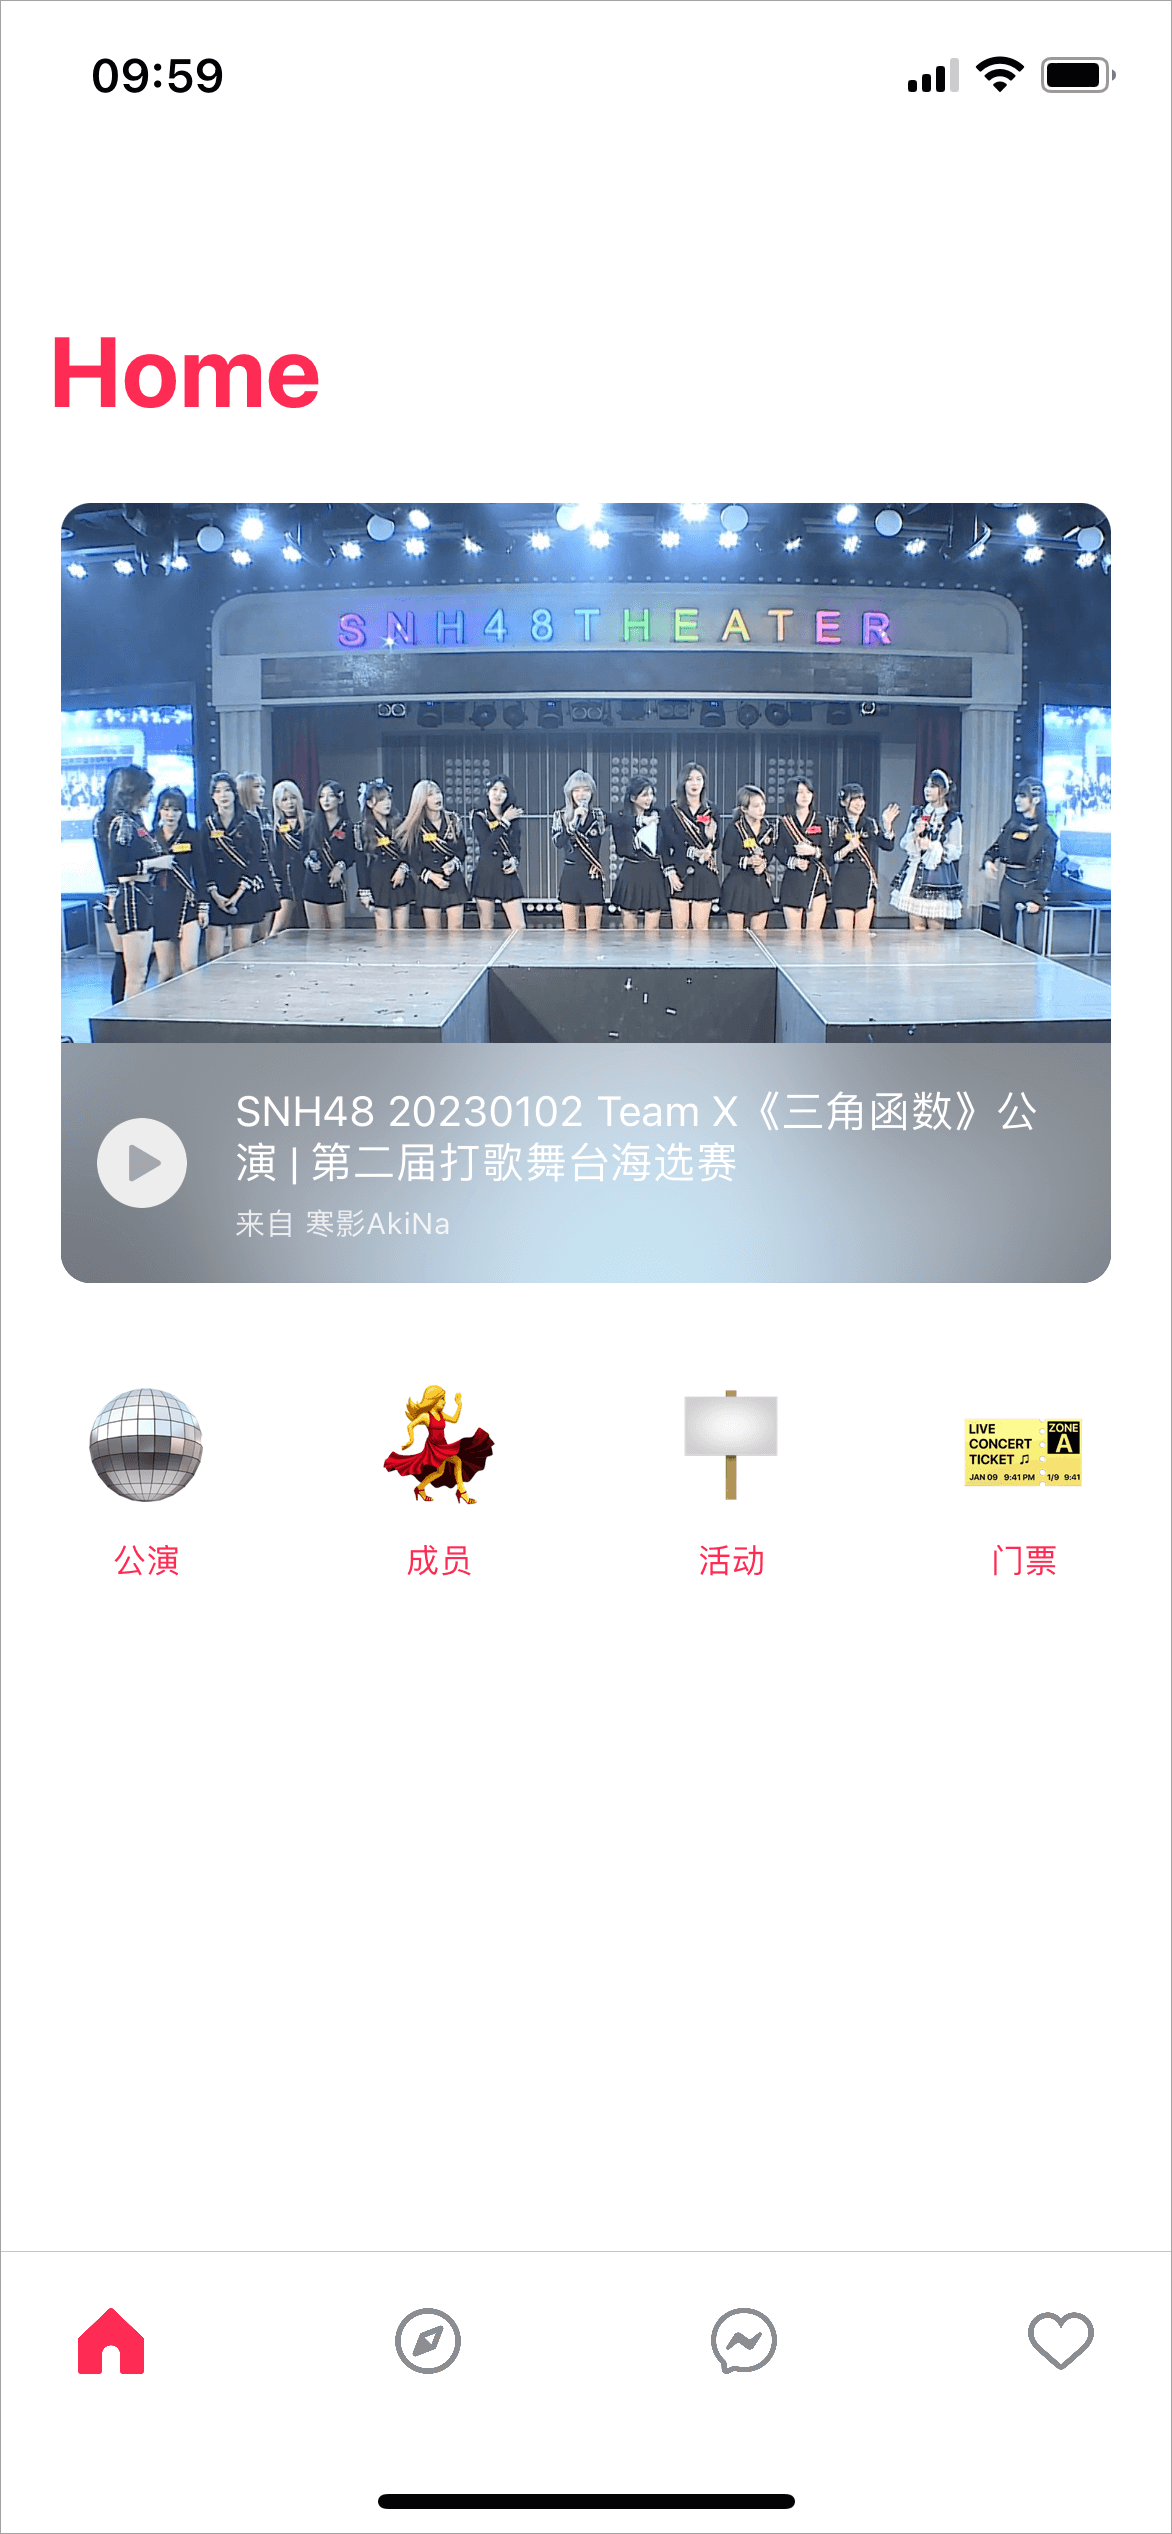 09:59
Home
SNH48THEATER
SNH48 20230102 Team X《三角函数》公
演 | 第二届打歌舞台海选赛
来自 寒影AkiNa
LIVE
CONCERT
TICKET ♫
JAN 09 9:41 PM
ZONE
A
1/9 9:41
公演 成员 活动 门票